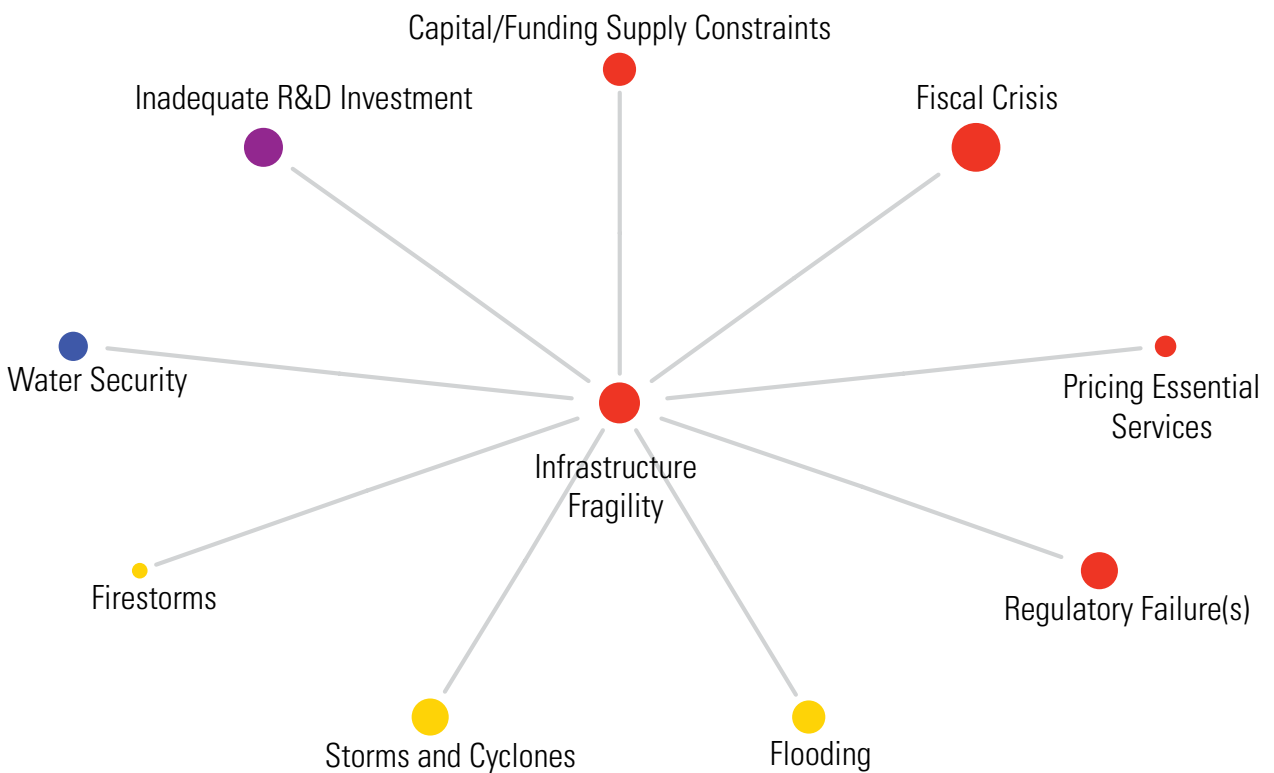 Capital/Funding Supply Constraints
Inadequate R&D Investment
Fiscal Crisis
Water Security
Pricing Essential
Services
Infrastructure
Fragility
Firestorms
Regulatory Failure(s)
Storms and Cyclones
Flooding